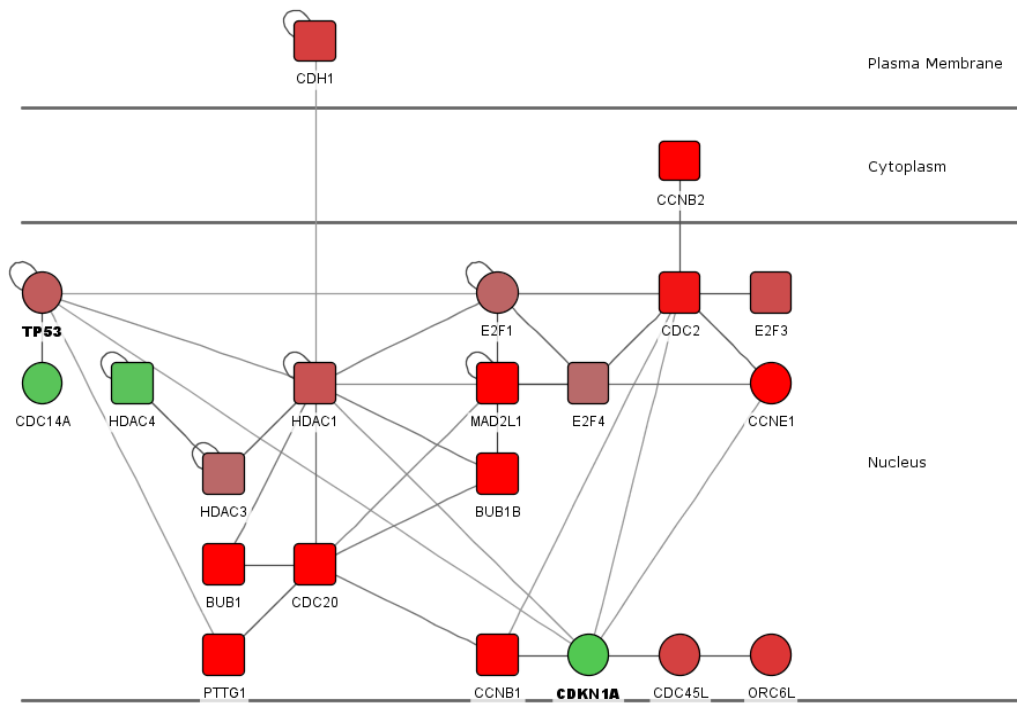 CDH1
Plasma Membrane
Cytoplasm
CCNB2
TP53
E2F1
CDC2
E2F3
CDC14A
HDAC4
HDAC1
MAD2L1
E2F4
CCNE1
Nucleus
HDAC3
BUB1B
BUB1
CDC20
PTTG1
CCNB1
CDKN1A
CDC45L
ORC6L